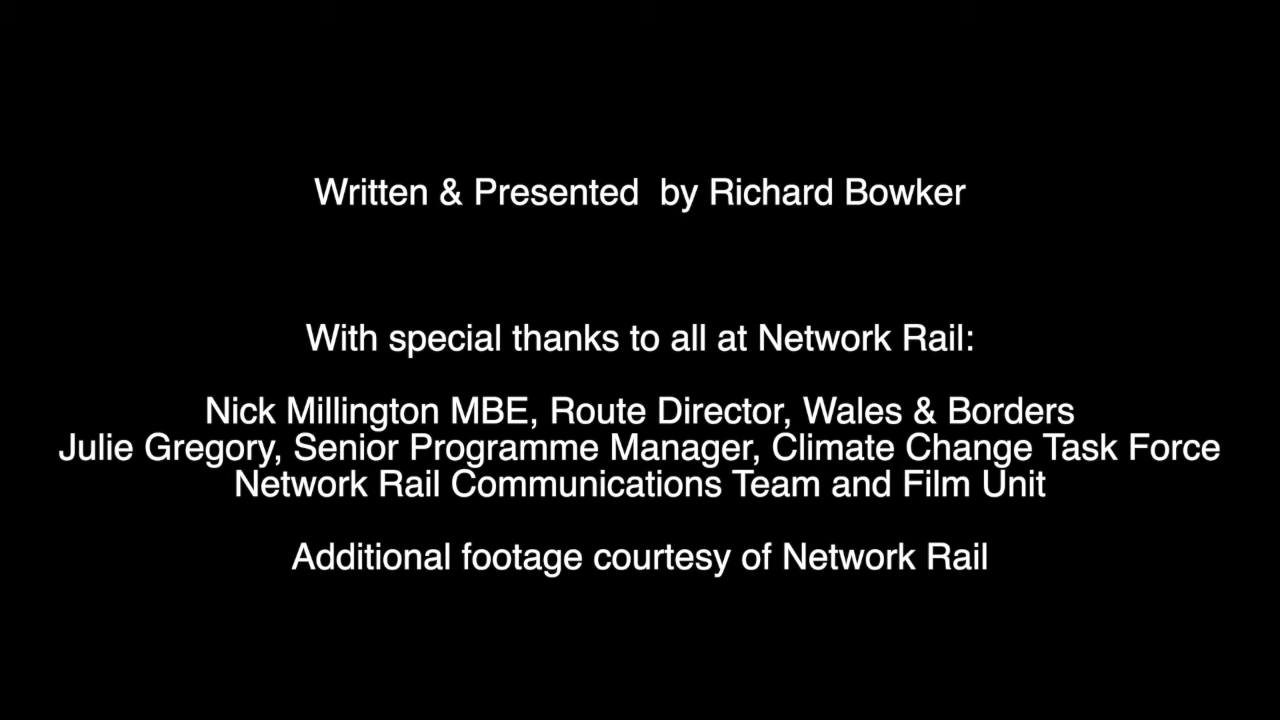 Written & Presented  by Richard Bowker
With special thanks to all at Network Rail:
Nick Millington MBE, Route Director, Wales & Borders
Julie Gregory, Senior Programme Manager, Climate Change Task Force
Network Rail Communications Team and Film Unit
Additional footage courtesy of Network Rail